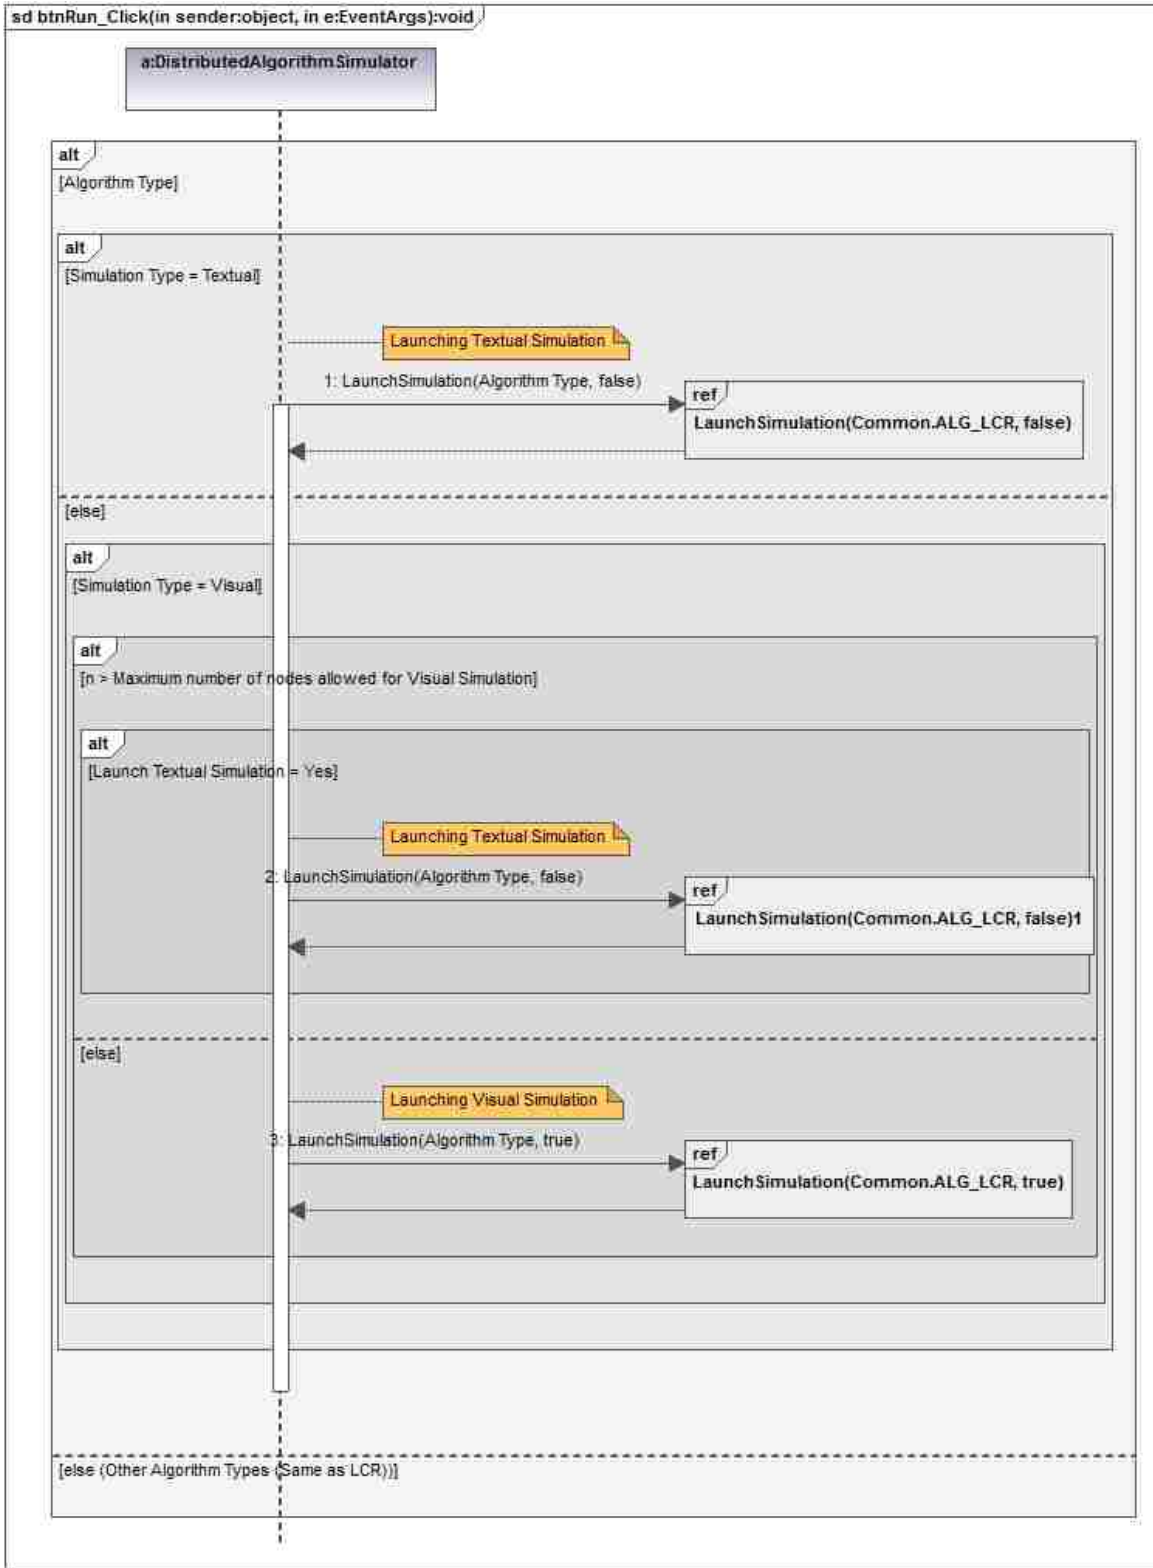 sd btnRun_Click(in sender:object, in e:EventArgs):void
a:DistributedAlgorithmSimulator
alt
[Algorithm Type]
alt
[Simulation Type = Textual]
Launching Textual Simulation
1: LaunchSimulation(Algorithm Type, false)
ref
LaunchSimulation(Common.ALG_LCR, false)
[else]
alt
[Simulation Type = Visual]
alt
[n > Maximum number of nodes allowed for Visual Simulation]
alt
[Launch Textual Simulation = Yes]
Launching Textual Simulation
2: LaunchSimulation(Algorithm Type, false)
ref
LaunchSimulation(Common.ALG_LCR, false)1
[else]
Launching Visual Simulation
3: LaunchSimulation(Algorithm Type, true)
ref
LaunchSimulation(Common.ALG_LCR, true)
[else (Other Algorithm Types (Same as LCR))]